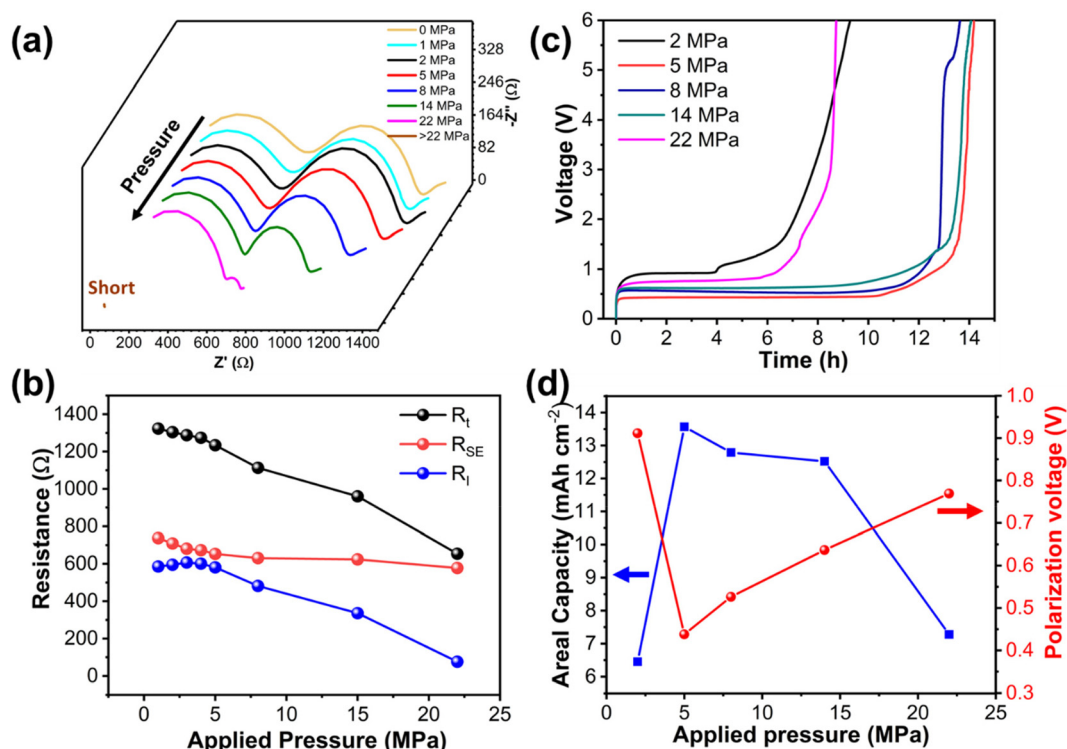 (a)
0 MPa
1 MPa
2 MPa
5 MPa
8 MPa
14 MPa
22 MPa
>22 MPa
Pressure
Short
328
246
164
82
0
-Z'' (Ω)
0 200 400 600 800 1000 1200 1400
Z' (Ω)
(c)
2 MPa
5 MPa
8 MPa
14 MPa
22 MPa
6
5
4
3
2
1
0
Voltage (V)
0 2 4 6 8 10 12 14
Time (h)
(b)
Rt
RSE
RI
1400
1200
1000
800
600
400
200
0
Resistance (Ω)
0 5 10 15 20 25
Applied Pressure (MPa)
(d)
14
13
12
11
10
9
8
7
6
Areal Capacity (mAh cm-2)
1.0
0.9
0.8
0.7
0.6
0.5
0.4
0.3
Polarization voltage (V)
0 5 10 15 20 25
Applied pressure (MPa)